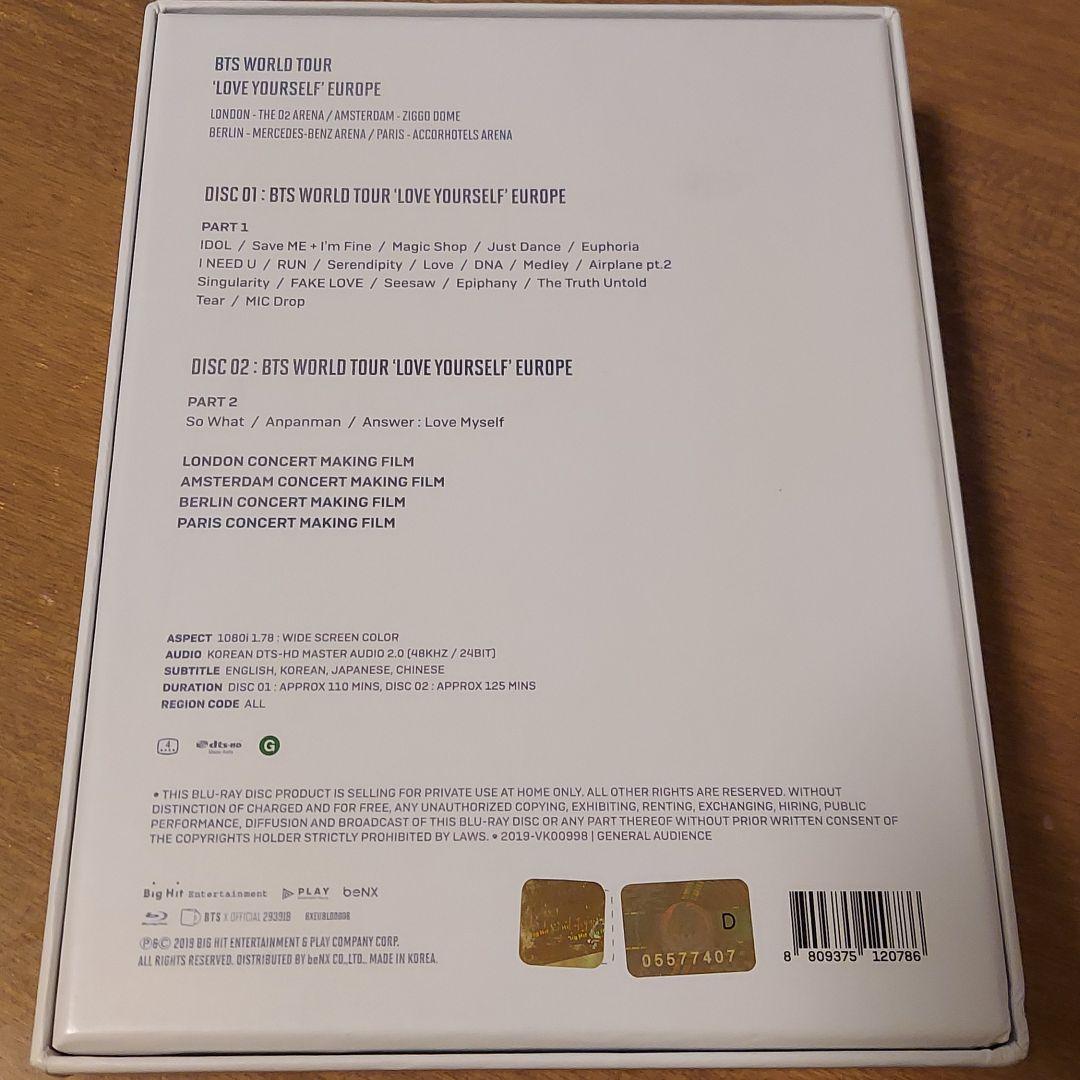 BTS WORLD TOUR
'LOVE YOURSELF' EUROPE
LONDON - THE O2 ARENA / AMSTERDAM - ZIGGO DOME
BERLIN - MERCEDES-BENZ ARENA / PARIS - ACCORHOTELS ARENA
DISC 01 : BTS WORLD TOUR 'LOVE YOURSELF' EUROPE
PART 1
IDOL / Save ME + I'm Fine / Magic Shop / Just Dance / Euphoria
I NEED U / RUN / Serendipity / Love / DNA / Medley / Airplane pt.2
Singularity / FAKE LOVE / Seesaw / Epiphany / The Truth Untold
Tear / MIC Drop
DISC 02 : BTS WORLD TOUR 'LOVE YOURSELF' EUROPE
PART 2
So What / Anpanman / Answer : Love Myself
LONDON CONCERT MAKING FILM
AMSTERDAM CONCERT MAKING FILM
BERLIN CONCERT MAKING FILM
PARIS CONCERT MAKING FILM
ASPECT 1080i 1.78 : WIDE SCREEN COLOR
AUDIO KOREAN DTS-HD MASTER AUDIO 2.0 (48KHZ / 24BIT)
SUBTITLE ENGLISH, KOREAN, JAPANESE, CHINESE
DURATION DISC 01 : APPROX 110 MINS, DISC 02 : APPROX 125 MINS
REGION CODE ALL
4 dts-HD G
• THIS BLU-RAY DISC PRODUCT IS SELLING FOR PRIVATE USE AT HOME ONLY. ALL OTHER RIGHTS ARE RESERVED. WITHOUT
DISTINCTION OF CHARGED AND FOR FREE, ANY UNAUTHORIZED COPYING, EXHIBITING, RENTING, EXCHANGING, HIRING, PUBLIC
PERFORMANCE, DIFFUSION AND BROADCAST OF THIS BLU-RAY DISC OR ANY PART THEREOF WITHOUT PRIOR WRITTEN CONSENT OF
THE COPYRIGHTS HOLDER STRICTLY PROHIBITED BY LAWS. • 2019-VK00998 | GENERAL AUDIENCE
Big Hit Entertainment PLAY beNX
BTS X OFFICIAL
℗&© 2019 BIG HIT ENTERTAINMENT & PLAY COMPANY CORP.
ALL RIGHTS RESERVED. DISTRIBUTED BY beNX CO.,LTD., MADE IN KOREA.
D
05577407
8 809375 120786